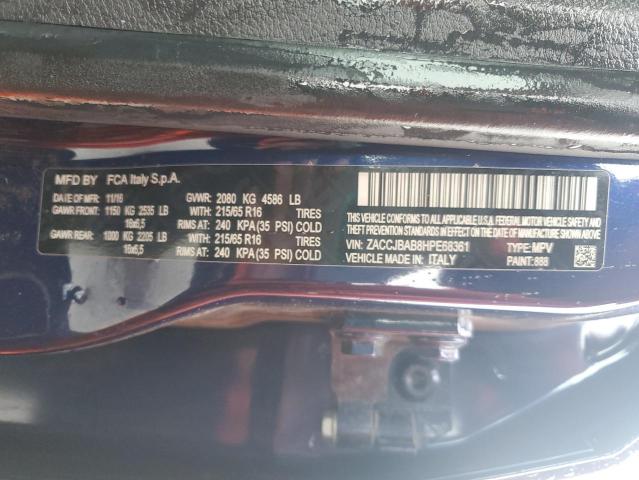 MFD BY FCA Italy S.p.A.
DATE OF MFR 11/16 GVWR: 2080 KG 4586 LB
GAWR FRONT: 1150 KG 2535 LB WITH: 215/65 R16 TIRES
16x6,5 RIMS AT: 240 KPA (35 PSI) COLD
GAWR REAR: 1000 KG 2205 LB WITH: 215/65 R16 TIRES
16x6,5 RIMS AT: 240 KPA (35 PSI) COLD
THIS VEHICLE CONFORMS TO ALL APPLICABLE U.S.FEDERAL MOTOR VEHICLE SAFETY, BUMPER, AND
THEFT PREVENTION STANDARDS IN EFFECT ON THE DATE OF MANUFACTURE SHOWN ABOVE
VIN: ZACCJBAB8HPE68361 TYPE: MPV
VEHICLE MADE IN: ITALY PAINT: 888